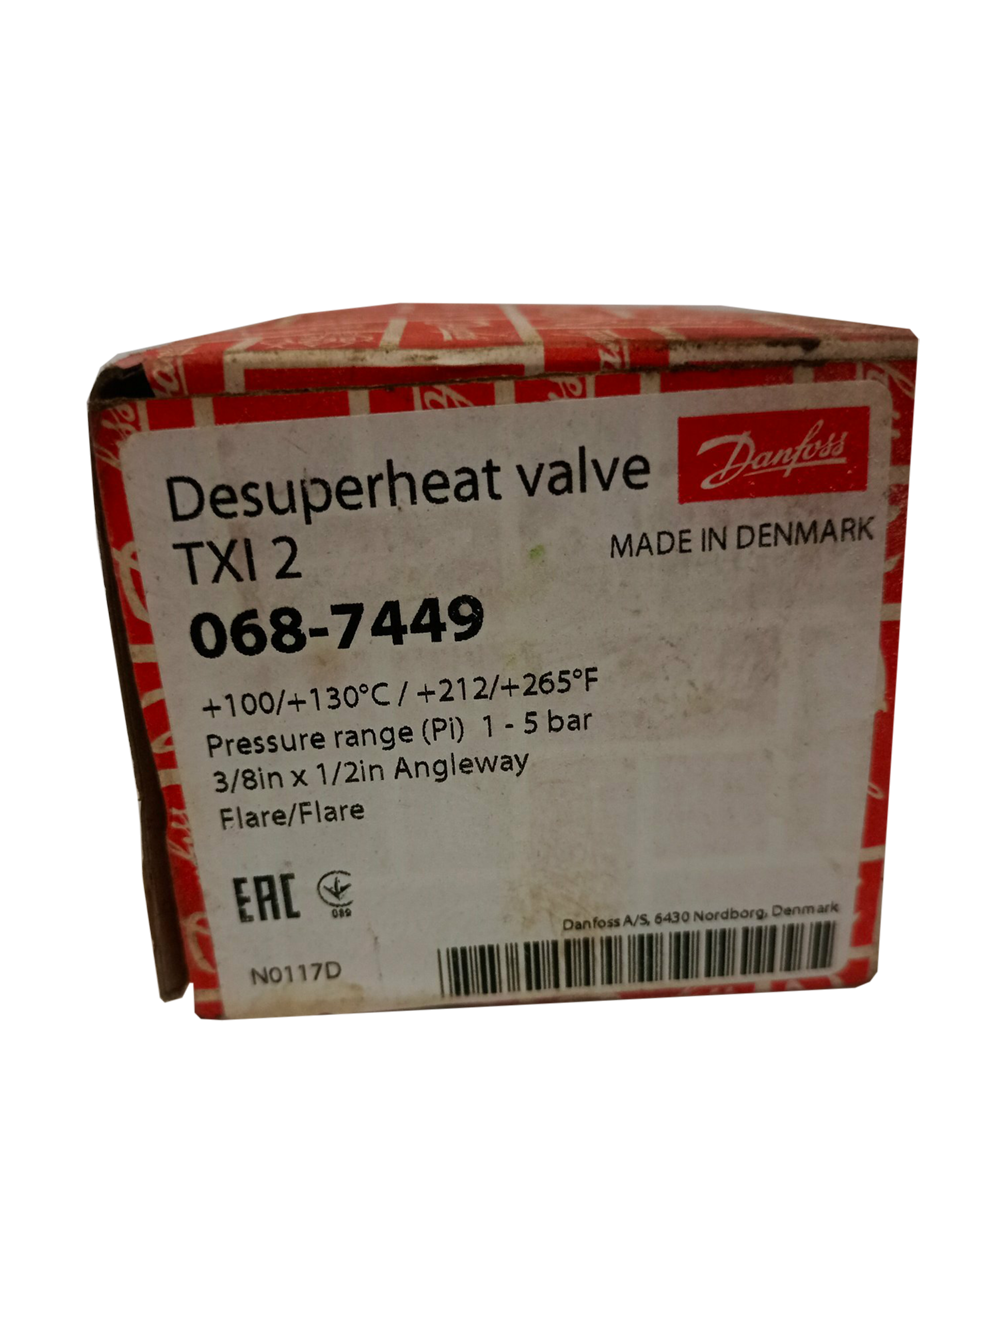 Danfoss
Desuperheat valve
MADE IN DENMARK
TXI 2
068-7449
+100/+130°C / +212/+265°F
Pressure range (Pi) 1 - 5 bar
3/8in x 1/2in Angleway
Flare/Flare
EAC
089
Danfoss A/S, 6430 Nordborg, Denmark
N0117D